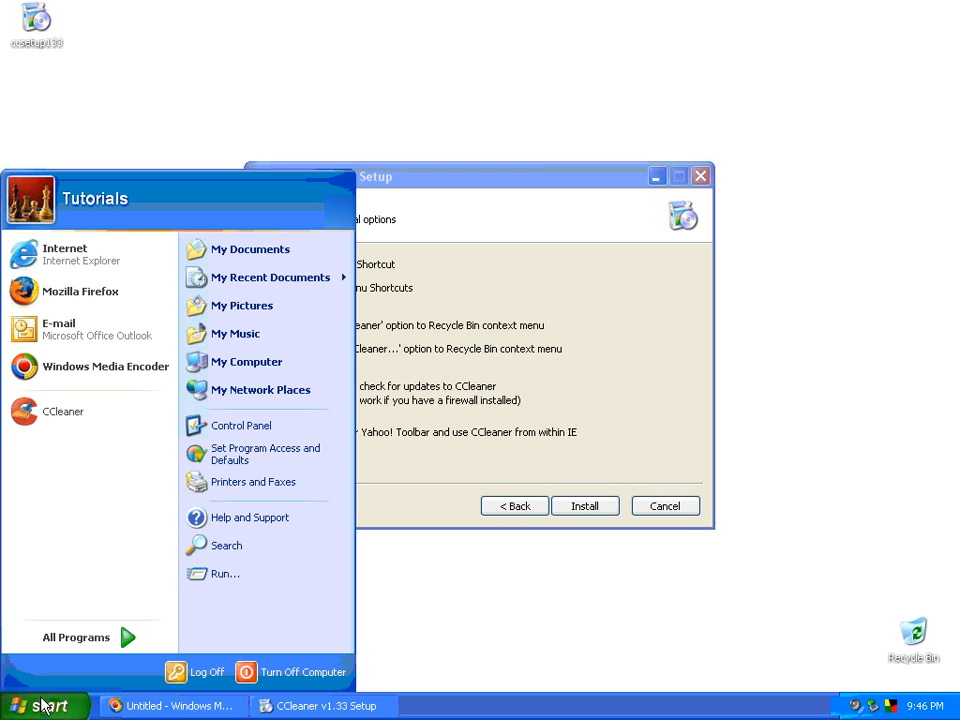 ccsetup133
Setup
al options
Shortcut
nu Shortcuts
eaner' option to Recycle Bin context menu
Cleaner...' option to Recycle Bin context menu
check for updates to CCleaner
work if you have a firewall installed)
Yahoo! Toolbar and use CCleaner from within IE
< Back
Install
Cancel
Tutorials
Internet
Internet Explorer
Mozilla Firefox
E-mail
Microsoft Office Outlook
Windows Media Encoder
CCleaner
All Programs
My Documents
My Recent Documents
My Pictures
My Music
My Computer
My Network Places
Control Panel
Set Program Access and
Defaults
Printers and Faxes
Help and Support
Search
Run...
Log Off
Turn Off Computer
Recycle Bin
start
Untitled - Windows M...
CCleaner v1.33 Setup
9:46 PM